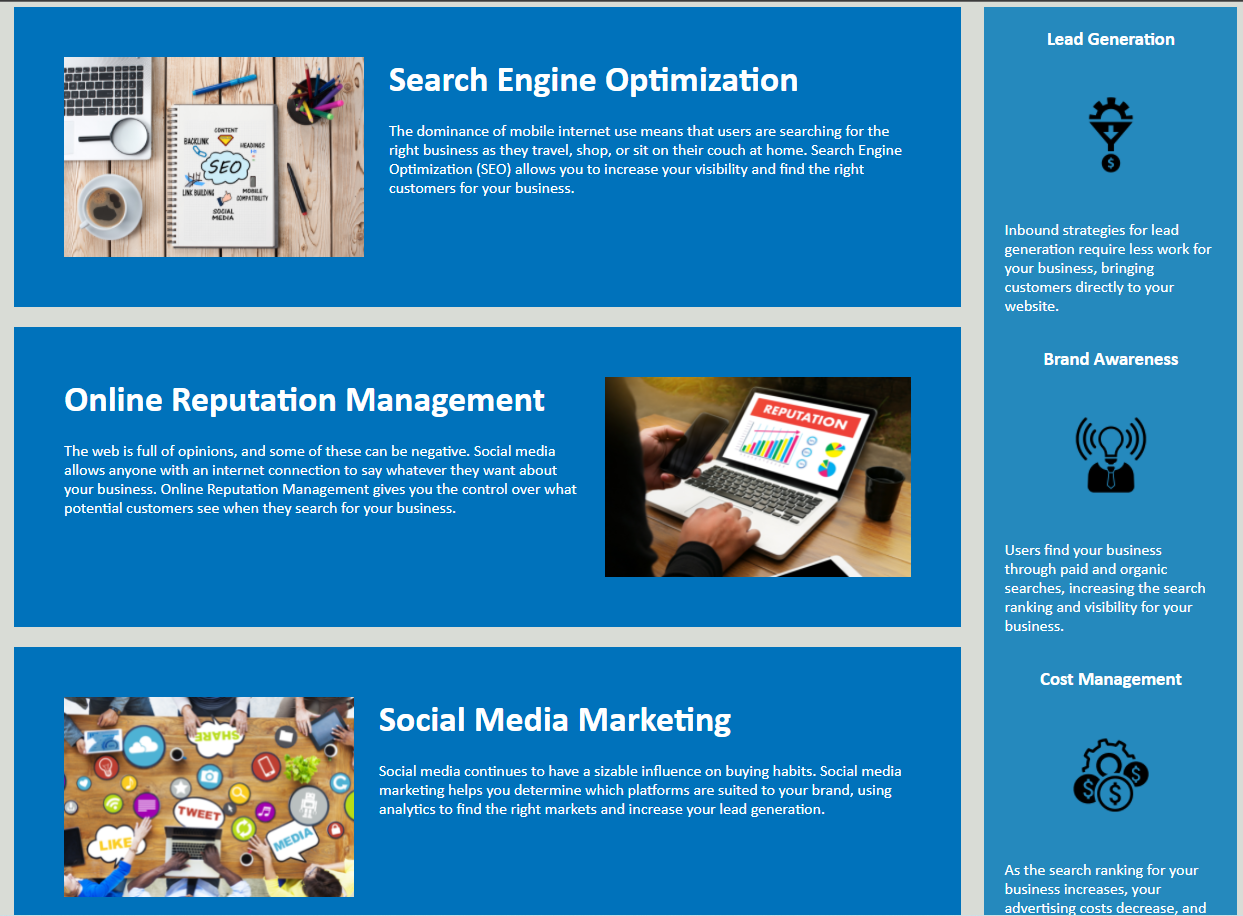 Search Engine Optimization
The dominance of mobile internet use means that users are searching for the
right business as they travel, shop, or sit on their couch at home. Search Engine
Optimization (SEO) allows you to increase your visibility and find the right
customers for your business.
CONTENT
BACKLINK
HEADINGS
SEO
LINK BUILDING
MOBILE
COMPATIBILITY
SOCIAL
MEDIA
Online Reputation Management
The web is full of opinions, and some of these can be negative. Social media
allows anyone with an internet connection to say whatever they want about
your business. Online Reputation Management gives you the control over what
potential customers see when they search for your business.
REPUTATION
Social Media Marketing
Social media continues to have a sizable influence on buying habits. Social media
marketing helps you determine which platforms are suited to your brand, using
analytics to find the right markets and increase your lead generation.
SHARE
TWEET
LIKE
MEDIA
Lead Generation
$
Inbound strategies for lead
generation require less work for
your business, bringing
customers directly to your
website.
Brand Awareness
Users find your business
through paid and organic
searches, increasing the search
ranking and visibility for your
business.
Cost Management
$
$ $
As the search ranking for your
business increases, your
advertising costs decrease, and